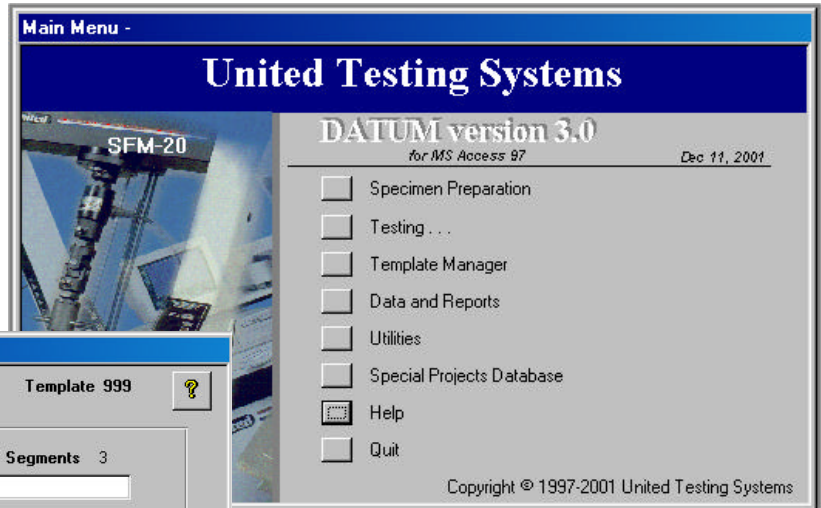 Main Menu -
United Testing Systems
SFM-20
DATUM version 3.0
for MS Access 97 Dec 11, 2001
Specimen Preparation
Testing . . .
Template Manager
Data and Reports
Utilities
Special Projects Database
Help
Quit
Copyright © 1997-2001 United Testing Systems
Template 999 ?
Segments 3